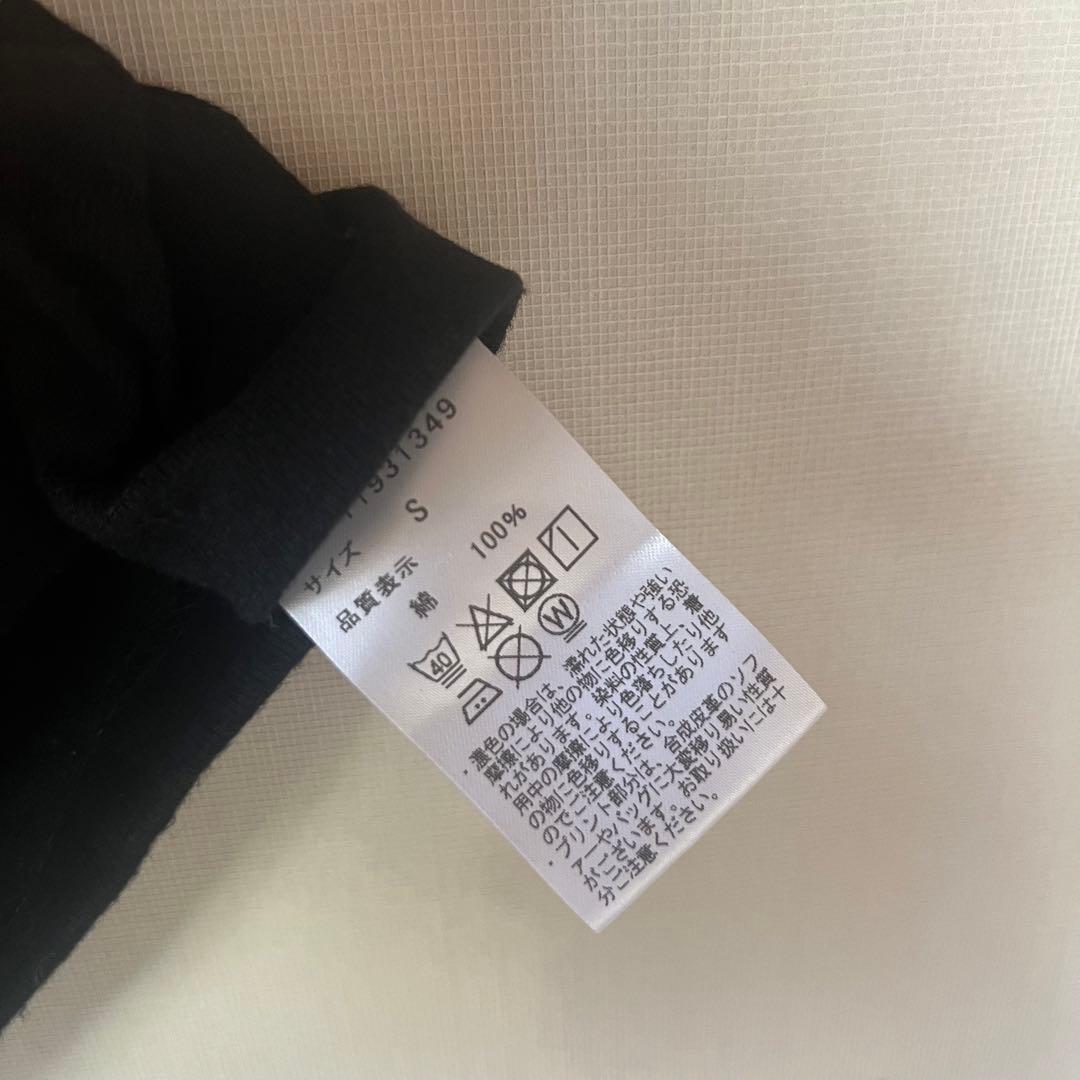 11931349
サイズ S
品質表示
綿 100%
40
W
・濃色の場合は、濡れた状態や強い
摩擦により他の物に色移りする恐
れがあります。染料の性質上、着
用中の摩擦により色落ちしたり他
の物に色移りすることがあります
のでご注意ください。
・プリント部分は、合成皮革のソフ
ァーやバッグに大変移り易い性質
がございます。お取り扱いには十
分ご注意ください。